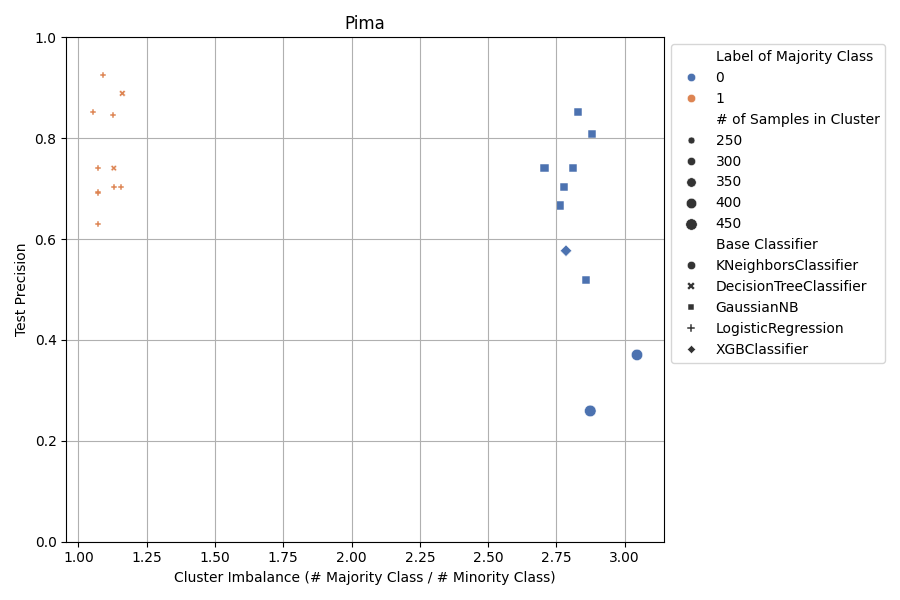 Pima
1.0
0.8
0.6
0.4
0.2
0.0
Test Precision
1.00 1.25 1.50 1.75 2.00 2.25 2.50 2.75 3.00
Cluster Imbalance (# Majority Class / # Minority Class)
Label of Majority Class
0
1
# of Samples in Cluster
250
300
350
400
450
Base Classifier
KNeighborsClassifier
DecisionTreeClassifier
GaussianNB
LogisticRegression
XGBClassifier